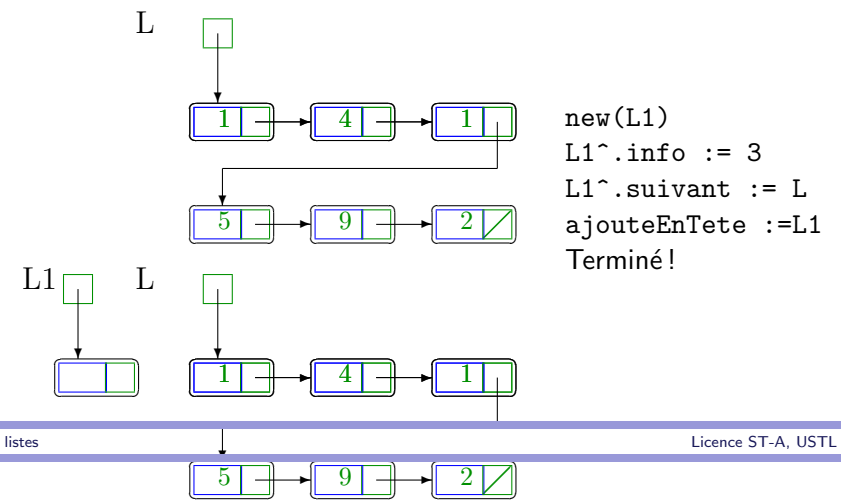 L
1 4 1
5 9 2
new(L1)
L1^.info := 3
L1^.suivant := L
ajouteEnTete :=L1
Terminé !
L1 L
1 4 1
listes Licence ST-A, USTL
5 9 2